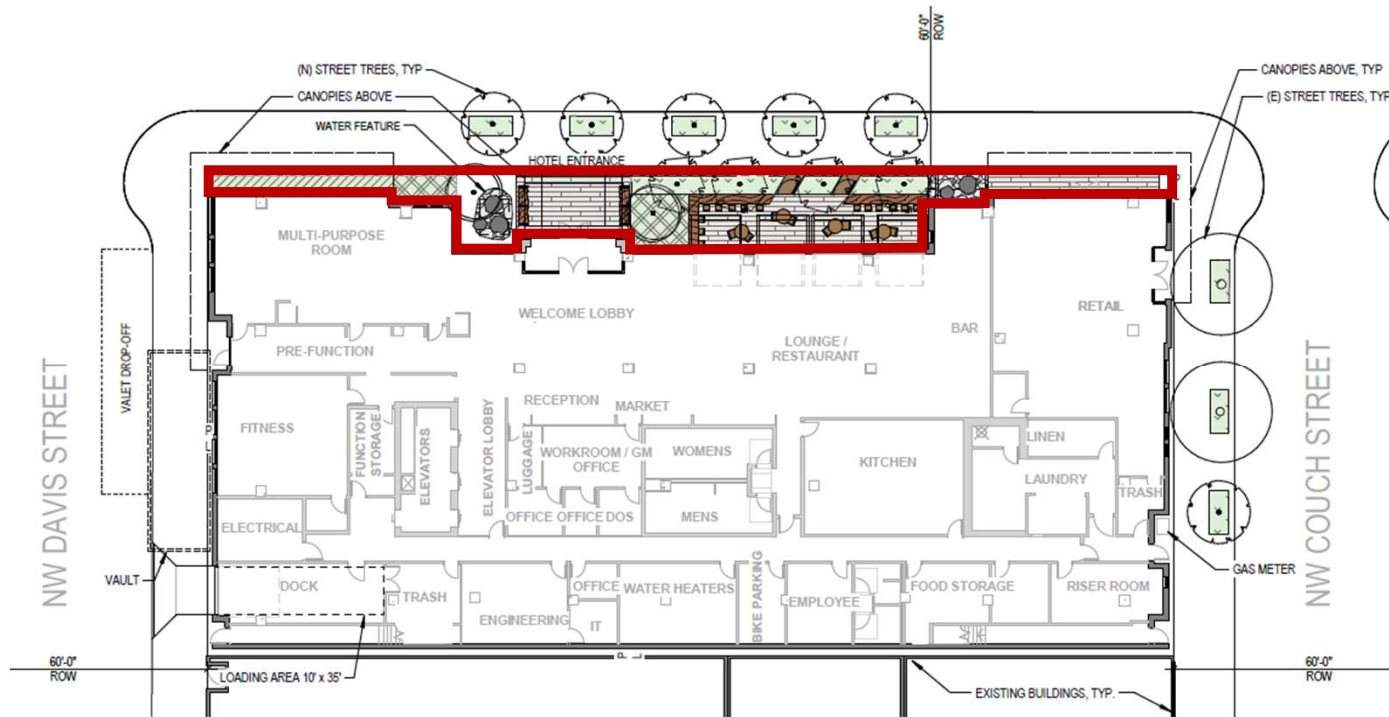 60'-0"
ROW
(N) STREET TREES, TYP
CANOPIES ABOVE
WATER FEATURE
HOTEL ENTRANCE
CANOPIES ABOVE, TYP
(E) STREET TREES, TYP
MULTI-PURPOSE
ROOM
WELCOME LOBBY
LOUNGE /
RESTAURANT
BAR
RETAIL
VALET DROP-OFF
NW DAVIS STREET
NW COUCH STREET
PRE-FUNCTION
FITNESS
FUNCTION
STORAGE
ELEVATORS
ELEVATOR LOBBY
RECEPTION
MARKET
LUGGAGE
WORKROOM / GM
OFFICE
WOMENS
MENS
OFFICE
OFFICE
DOS
KITCHEN
LINEN
LAUNDRY
TRASH
ELECTRICAL
P
L
VAULT
DOCK
TRASH
ENGINEERING
OFFICE
IT
WATER HEATERS
BIKE PARKING
EMPLOYEE
FOOD STORAGE
RISER ROOM
GAS METER
P
L
60'-0"
ROW
LOADING AREA 10' x 35'
EXISTING BUILDINGS, TYP.
60'-0"
ROW